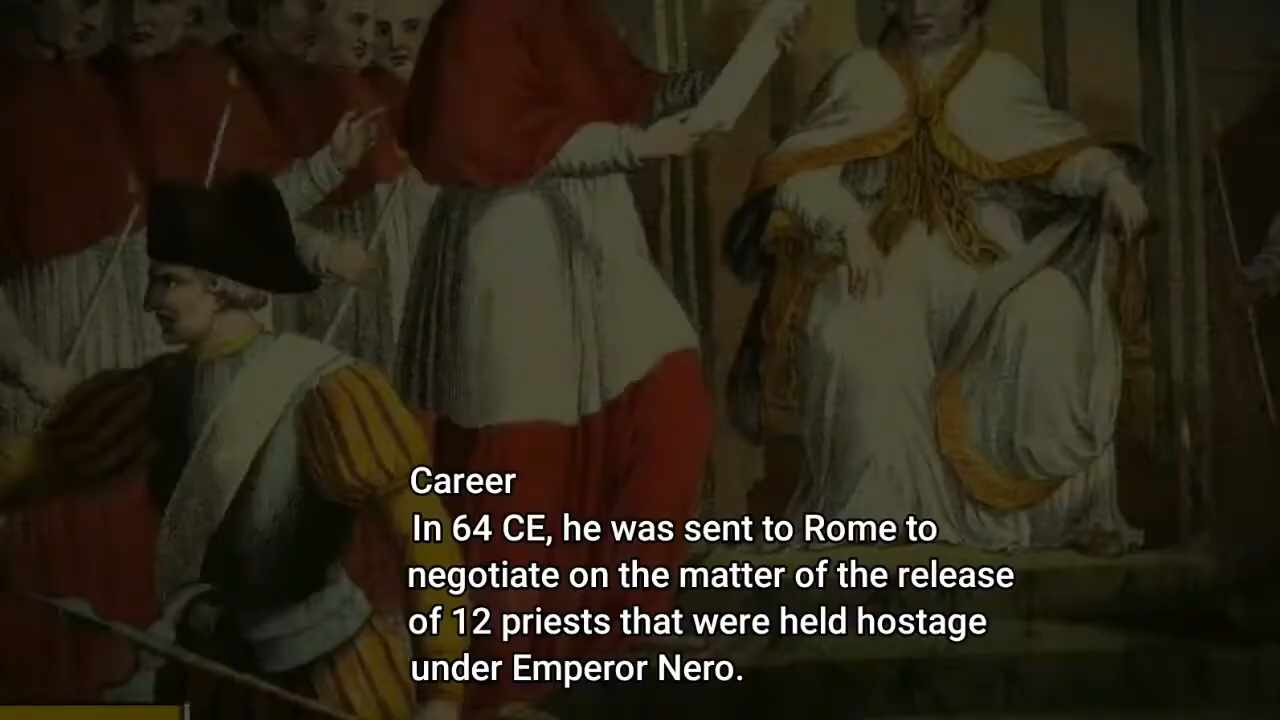 Career
In 64 CE, he was sent to Rome to
negotiate on the matter of the release
of 12 priests that were held hostage
under Emperor Nero.